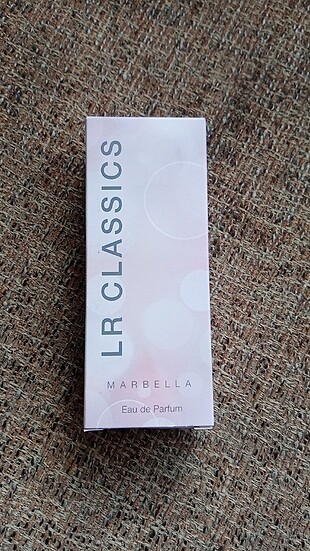 LR CLASSICS
MARBELLA
Eau de Parfum